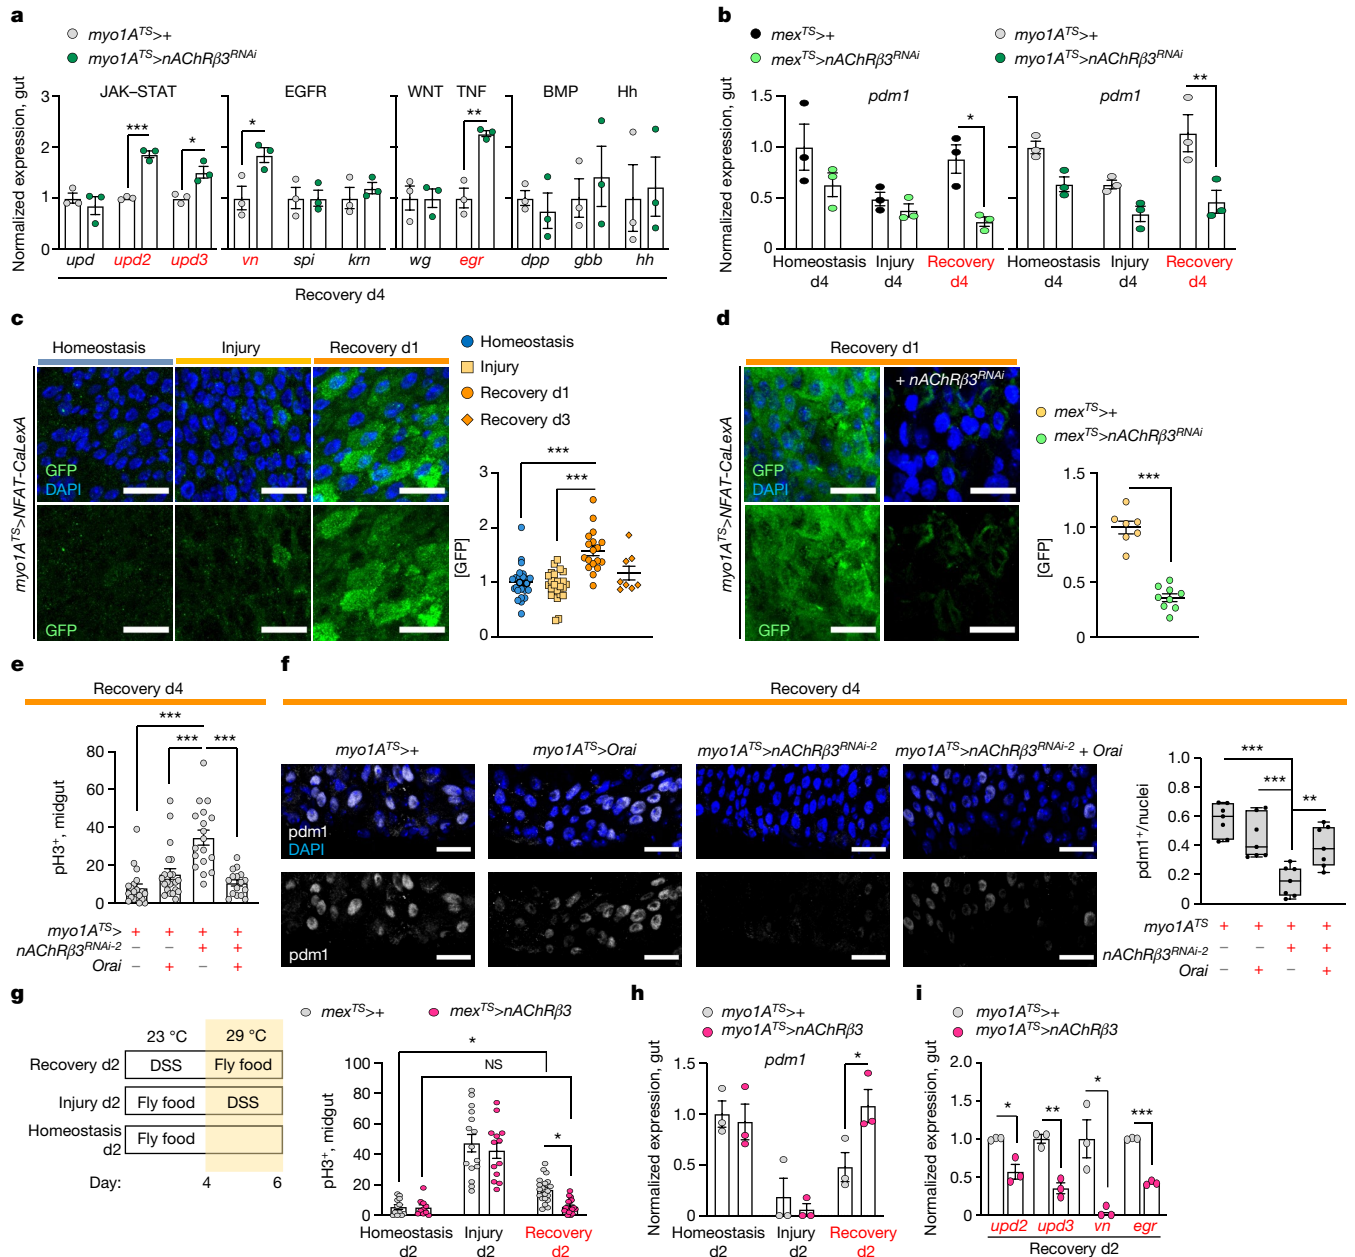 a
myo1A^TS>+
myo1A^TS>nAChRβ3^RNAi
Normalized expression, gut
3
2
1
0
JAK–STAT
EGFR
WNT
TNF
BMP
Hh
***
*
*
**
upd
upd2
upd3
vn
spi
krn
wg
egr
dpp
gbb
hh
Recovery d4
b
mex^TS>+
mex^TS>nAChRβ3^RNAi
myo1A^TS>+
myo1A^TS>nAChRβ3^RNAi
Normalized expression, gut
1.5
1.0
0.5
0
pdm1
pdm1
*
**
Homeostasis d4
Injury d4
Recovery d4
Homeostasis d4
Injury d4
Recovery d4
c
Homeostasis
Injury
Recovery d1
myo1A^TS>NFAT-CaLexA
GFP
DAPI
GFP
Homeostasis
Injury
Recovery d1
Recovery d3
[GFP]
3
2
1
0
***
***
d
Recovery d1
+ nAChRβ3^RNAi
myo1A^TS>NFAT-CaLexA
GFP
DAPI
GFP
mex^TS>+
mex^TS>nAChRβ3^RNAi
[GFP]
1.5
1.0
0.5
0
***
e
Recovery d4
pH3⁺, midgut
80
60
40
20
0
***
***
***
myo1A^TS> + + + +
nAChRβ3^RNAi-2 – – + +
Orai – + – +
f
Recovery d4
myo1A^TS>+
myo1A^TS>Orai
myo1A^TS>nAChRβ3^RNAi-2
myo1A^TS>nAChRβ3^RNAi-2 + Orai
pdm1
DAPI
pdm1
pdm1⁺/nuclei
1.0
0.8
0.6
0.4
0.2
0
***
***
**
myo1A^TS + + + +
nAChRβ3^RNAi-2 – – + +
Orai – + – +
g
23 °C
29 °C
Recovery d2
DSS
Fly food
Injury d2
Fly food
DSS
Homeostasis d2
Fly food
Day:
4
6
mex^TS>+
mex^TS>nAChRβ3
pH3⁺, midgut
100
80
60
40
20
0
*
NS
*
Homeostasis d2
Injury d2
Recovery d2
h
myo1A^TS>+
myo1A^TS>nAChRβ3
Normalized expression, gut
1.5
1.0
0.5
0
pdm1
*
Homeostasis d2
Injury d2
Recovery d2
i
myo1A^TS>+
myo1A^TS>nAChRβ3
Normalized expression, gut
2.0
1.5
1.0
0.5
0
*
**
*
***
upd2
upd3
vn
egr
Recovery d2